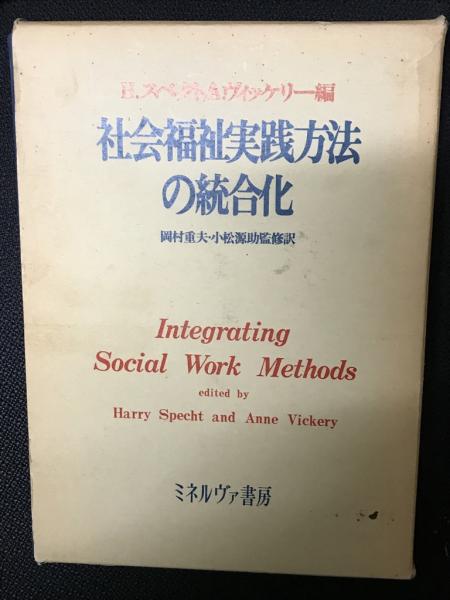 H.スペクト,A.ヴィッケリー編
社会福祉実践方法
の統合化
岡村重夫・小松源助監修訳
Integrating
Social Work Methods
edited by
Harry Specht and Anne Vickery
ミネルヴァ書房